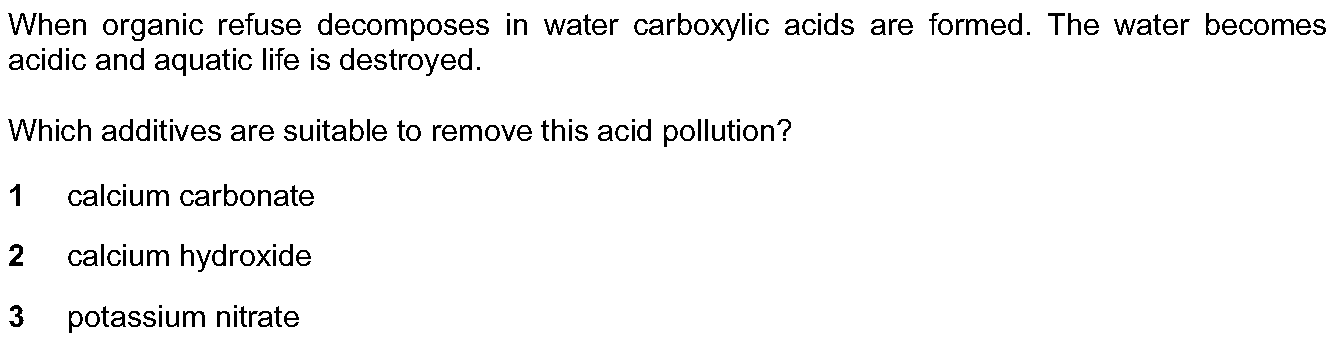 When organic refuse decomposes in water carboxylic acids are formed. The water becomes
acidic and aquatic life is destroyed.
Which additives are suitable to remove this acid pollution?
1 calcium carbonate
2 calcium hydroxide
3 potassium nitrate